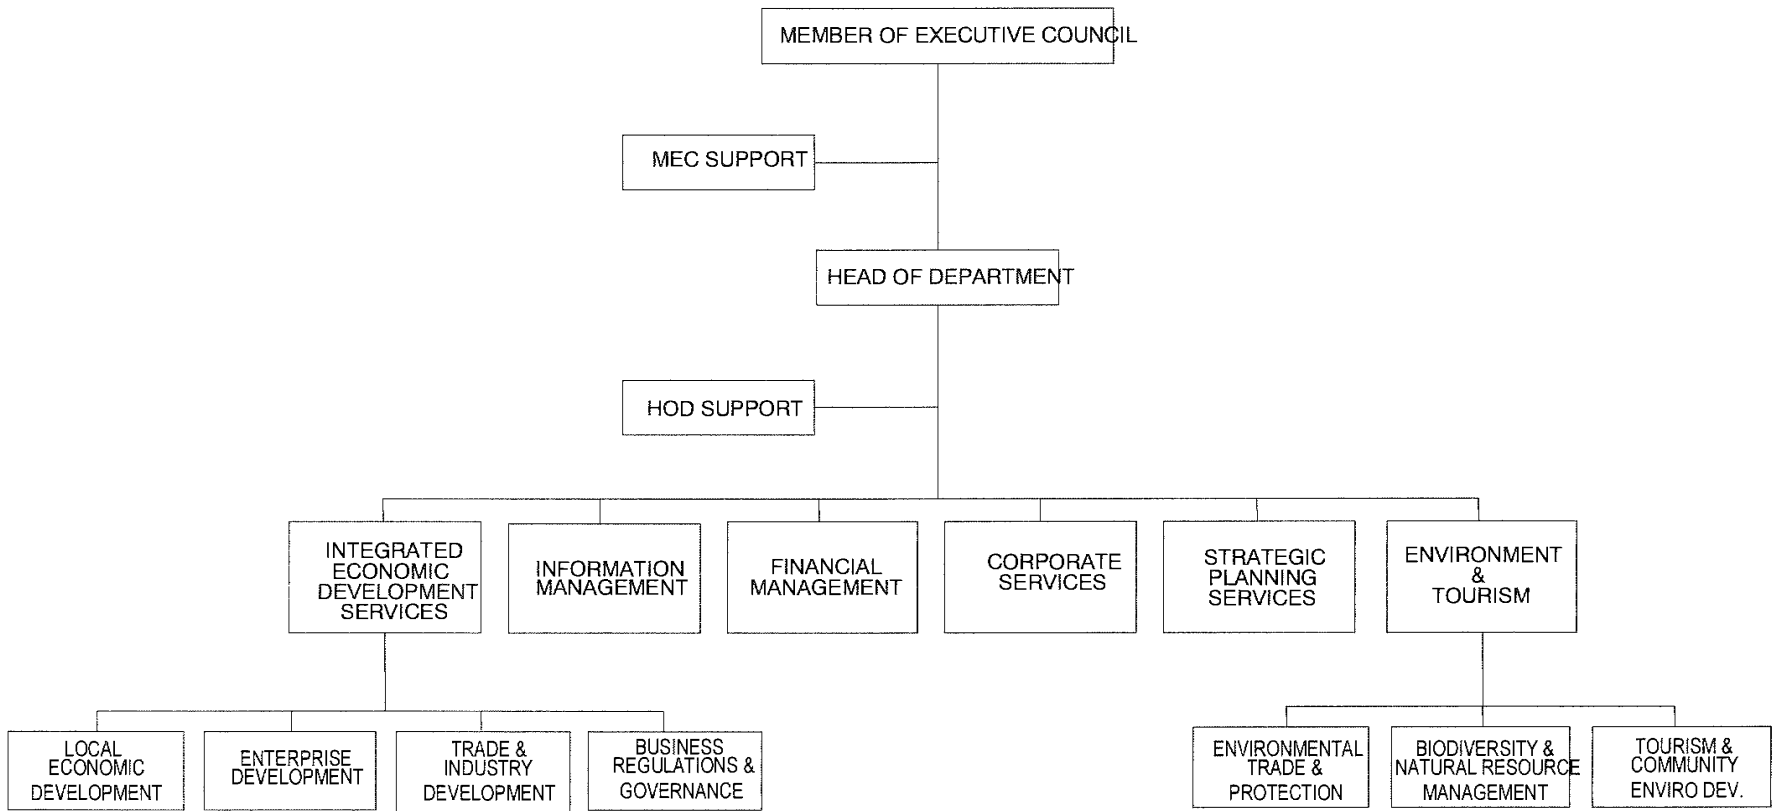 MEMBER OF EXECUTIVE COUNCIL
MEC SUPPORT
HEAD OF DEPARTMENT
HOD SUPPORT
INTEGRATED
ECONOMIC
DEVELOPMENT
SERVICES
INFORMATION
MANAGEMENT
FINANCIAL
MANAGEMENT
CORPORATE
SERVICES
STRATEGIC
PLANNING
SERVICES
ENVIRONMENT
&
TOURISM
LOCAL
ECONOMIC
DEVELOPMENT
ENTERPRISE
DEVELOPMENT
TRADE &
INDUSTRY
DEVELOPMENT
BUSINESS
REGULATIONS &
GOVERNANCE
ENVIRONMENTAL
TRADE &
PROTECTION
BIODIVERSITY &
NATURAL RESOURCE
MANAGEMENT
TOURISM &
COMMUNITY
ENVIRO DEV.